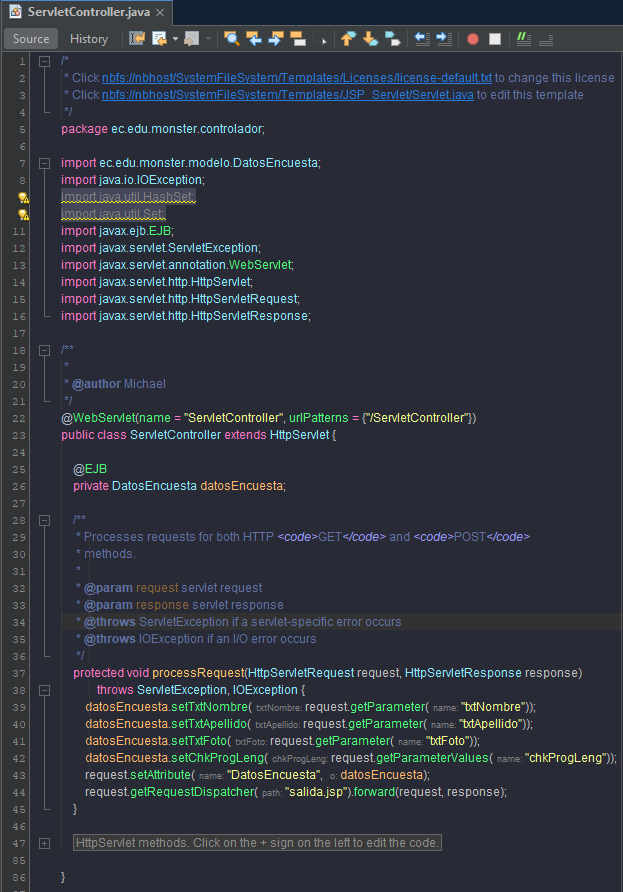 ServletController.java
Source History
1 /*
2 * Click nbfs://nbhost/SystemFileSystem/Templates/Licenses/license-default.txt to change this license
3 * Click nbfs://nbhost/SystemFileSystem/Templates/JSP_Servlet/Servlet.java to edit this template
4 */
5 package ec.edu.monster.controlador;
6
7 import ec.edu.monster.modelo.DatosEncuesta;
8 import java.io.IOException;
import java.util.HashSet;
import java.util.Set;
11 import javax.ejb.EJB;
12 import javax.servlet.ServletException;
13 import javax.servlet.annotation.WebServlet;
14 import javax.servlet.http.HttpServlet;
15 import javax.servlet.http.HttpServletRequest;
16 import javax.servlet.http.HttpServletResponse;
17
18 /**
19 *
20 * @author Michael
21 */
22 @WebServlet(name = "ServletController", urlPatterns = {"/ServletController"})
23 public class ServletController extends HttpServlet {
24
25 @EJB
26 private DatosEncuesta datosEncuesta;
27
28 /**
29 * Processes requests for both HTTP <code>GET</code> and <code>POST</code>
30 * methods.
31 *
32 * @param request servlet request
33 * @param response servlet response
34 * @throws ServletException if a servlet-specific error occurs
35 * @throws IOException if an I/O error occurs
36 */
37 protected void processRequest(HttpServletRequest request, HttpServletResponse response)
38 throws ServletException, IOException {
39 datosEncuesta.setTxtNombre( txtNombre: request.getParameter( name: "txtNombre"));
40 datosEncuesta.setTxtApellido( txtApellido: request.getParameter( name: "txtApellido"));
41 datosEncuesta.setTxtFoto( txtFoto: request.getParameter( name: "txtFoto"));
42 datosEncuesta.setChkProgLeng( chkProgLeng: request.getParameterValues( name: "chkProgLeng"));
43 request.setAttribute( name: "DatosEncuesta", o: datosEncuesta);
44 request.getRequestDispatcher( path: "salida.jsp").forward(request, response);
45 }
46
47 HttpServlet methods. Click on the + sign on the left to edit the code.
85
86 }